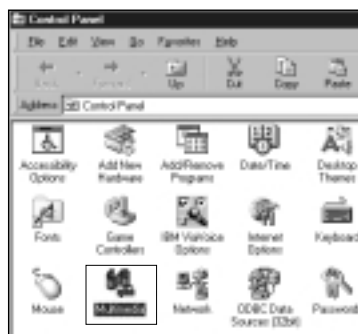 Control Panel
File Edit View Go Favorites Help
Back Forward Up Cut Copy Paste
Address Control Panel
Accessibility Options
Add New Hardware
Add/Remove Programs
Date/Time
Desktop Themes
Fonts
Game Controllers
IBM ViaVoice Options
Internet Options
Keyboard
Mouse
Multimedia
Network
ODBC Data Sources (32bit)
Password